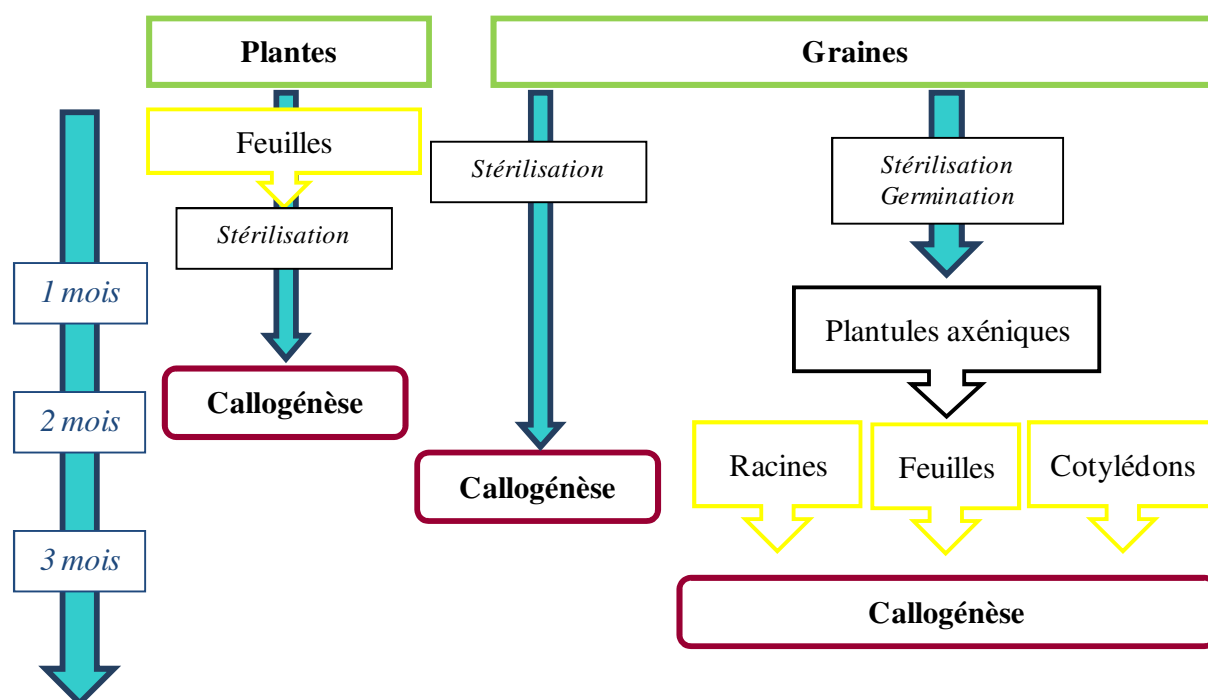 Plantes
Graines
Feuilles
Stérilisation
Stérilisation
Stérilisation
Germination
1 mois
Plantules axéniques
Callogénèse
2 mois
Callogénèse
Racines
Feuilles
Cotylédons
3 mois
Callogénèse